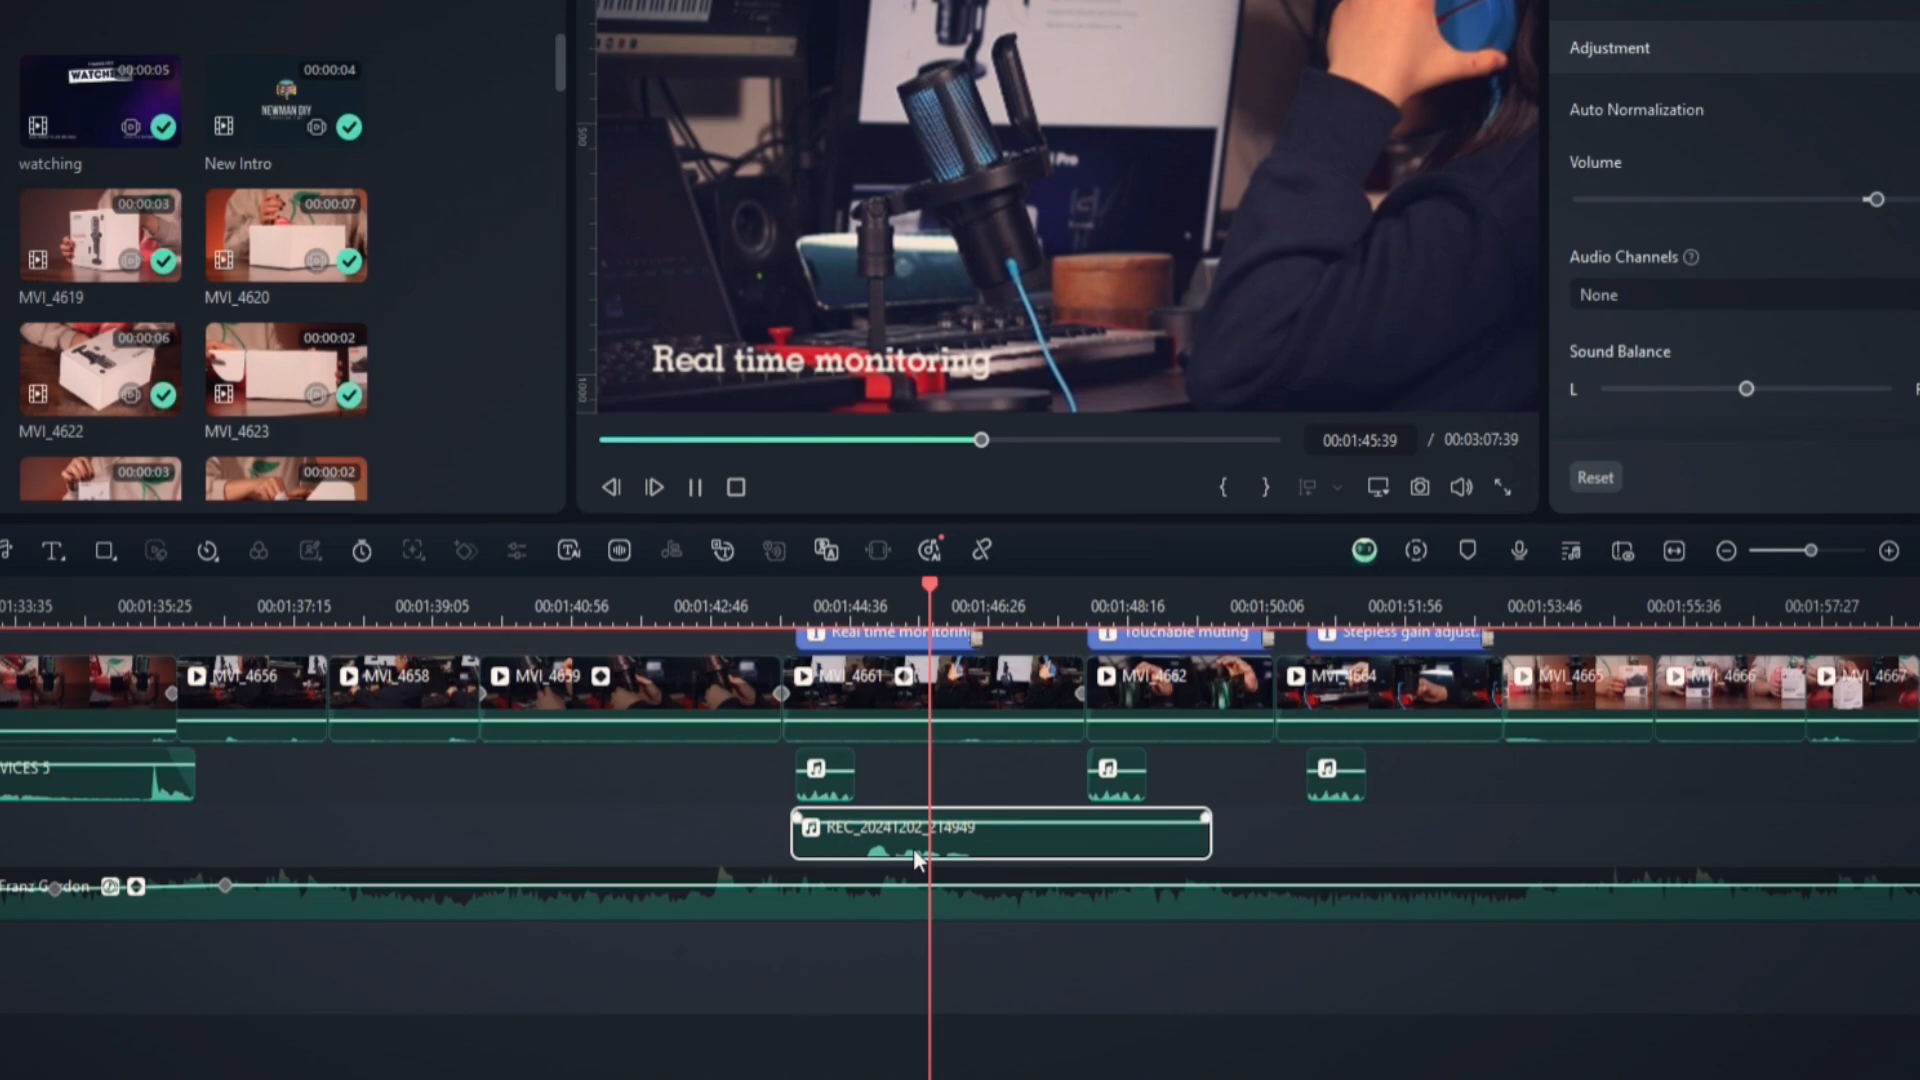 00:00:05
00:00:04
NEWMAN DIY
watching
New Intro
00:00:03
00:00:07
MVI_4619
MVI_4620
00:00:06
00:00:02
MVI_4622
MVI_4623
00:00:03
00:00:02
500
1000
Pro
Real time monitoring
00:01:45:39 / 00:03:07:39
Adjustment
Auto Normalization
Volume
Audio Channels
None
Sound Balance
L
Reset
01:33:35 00:01:35:25 00:01:37:15 00:01:39:05 00:01:40:56 00:01:42:46 00:01:44:36 00:01:46:26 00:01:48:16 00:01:50:06 00:01:51:56 00:01:53:46 00:01:55:36 00:01:57:27
Real time monitoring Touchable muting Stepless gain adjust...
MVI_4656 MVI_4658 MVI_4659 MVI_4661 MVI_4662 MVI_4664 MVI_4665 MVI_4666 MVI_4667
VICES 5
REC_20241202_214949
Franz Gordon